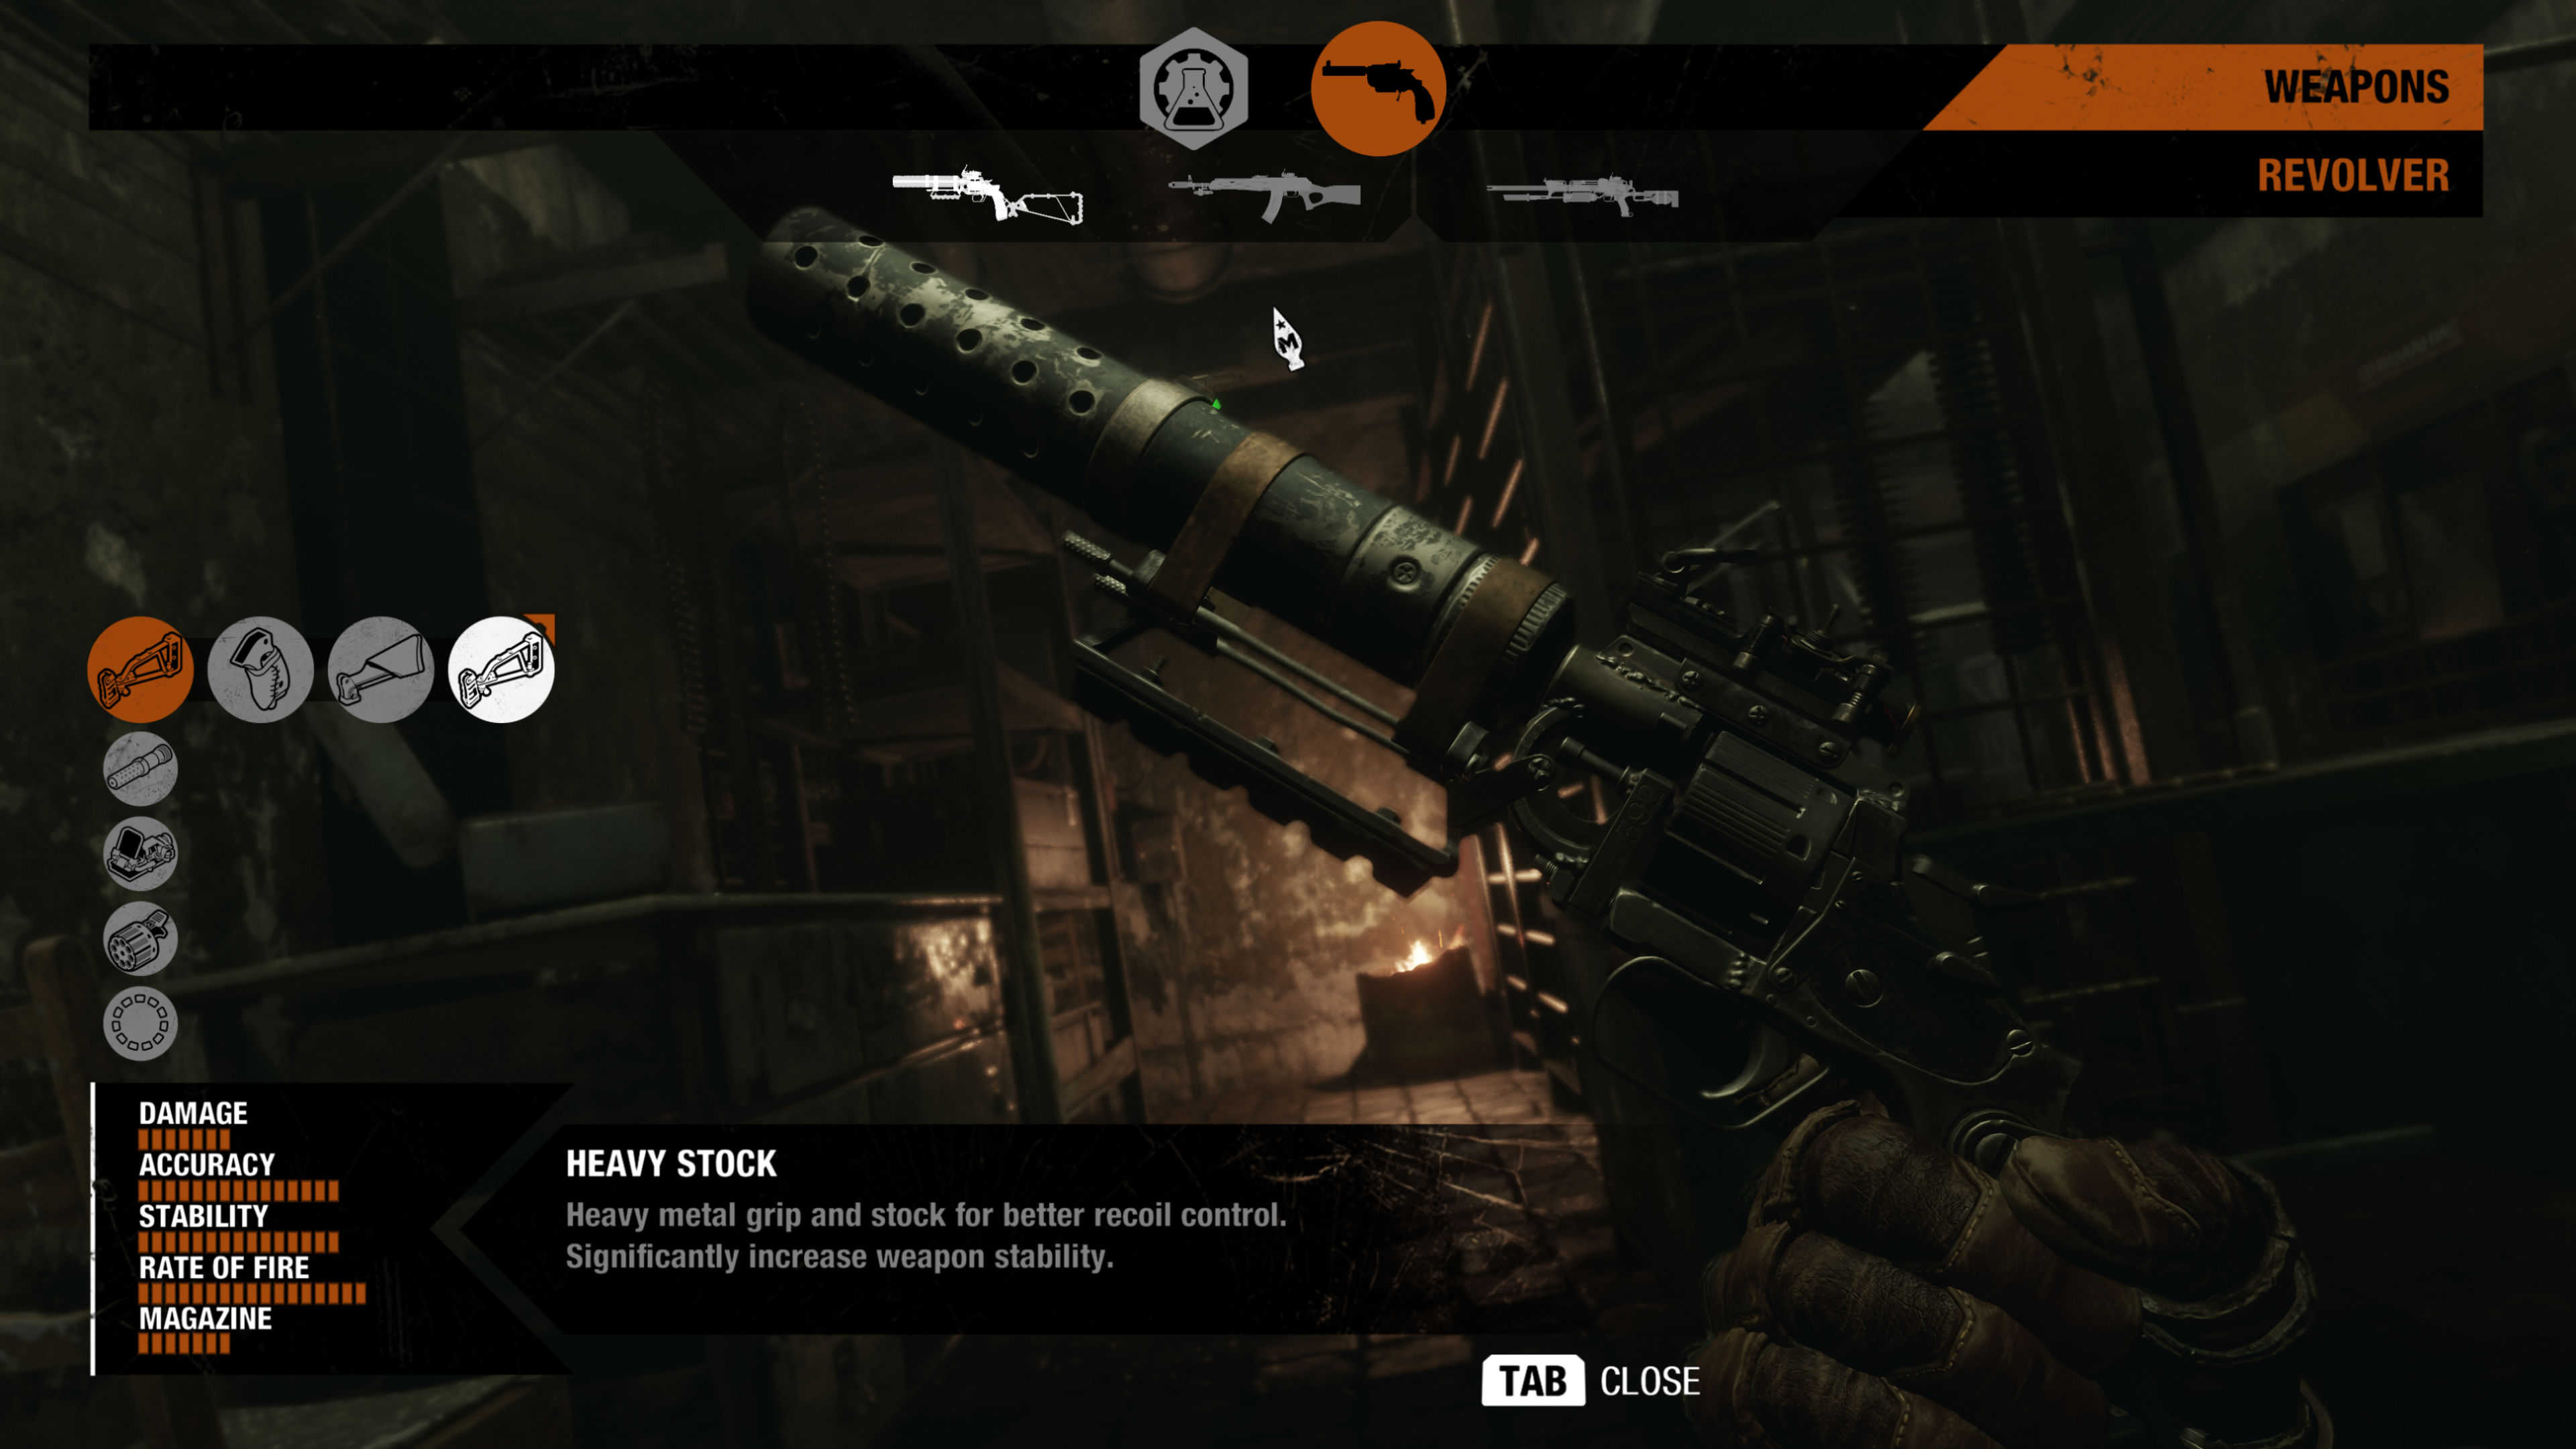 WEAPONS
REVOLVER
M
DAMAGE
ACCURACY
STABILITY
RATE OF FIRE
MAGAZINE
HEAVY STOCK
Heavy metal grip and stock for better recoil control.
Significantly increase weapon stability.
TAB CLOSE